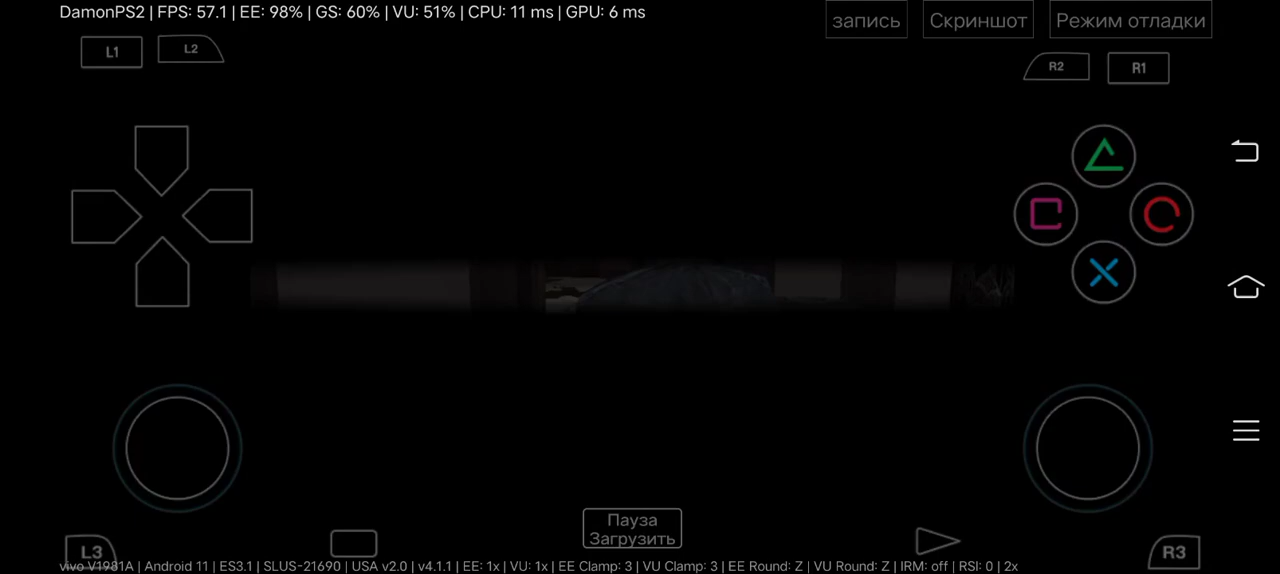 DamonPS2 | FPS: 57.1 | EE: 98% | GS: 60% | VU: 51% | CPU: 11 ms | GPU: 6 ms
запись
Скриншот
Режим отладки
L1
L2
R2
R1
Пауза
Загрузить
L3
R3
vivo V1981A | Android 11 | ES3.1 | SLUS-21690 | USA v2.0 | v4.1.1 | EE: 1x | VU: 1x | EE Clamp: 3 | VU Clamp: 3 | EE Round: Z | VU Round: Z | IRM: off | RSI: 0 | 2x